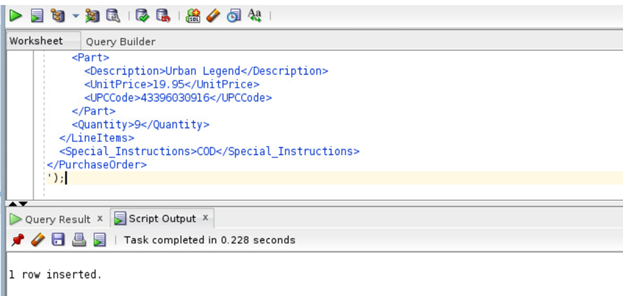 Worksheet Query Builder
<Part>
<Description>Urban Legend</Description>
<UnitPrice>19.95</UnitPrice>
<UPCCode>43396030916</UPCCode>
</Part>
<Quantity>9</Quantity>
</LineItems>
<Special_Instructions>COD</Special_Instructions>
</PurchaseOrder>
');
Query Result x Script Output x
Task completed in 0.228 seconds
1 row inserted.